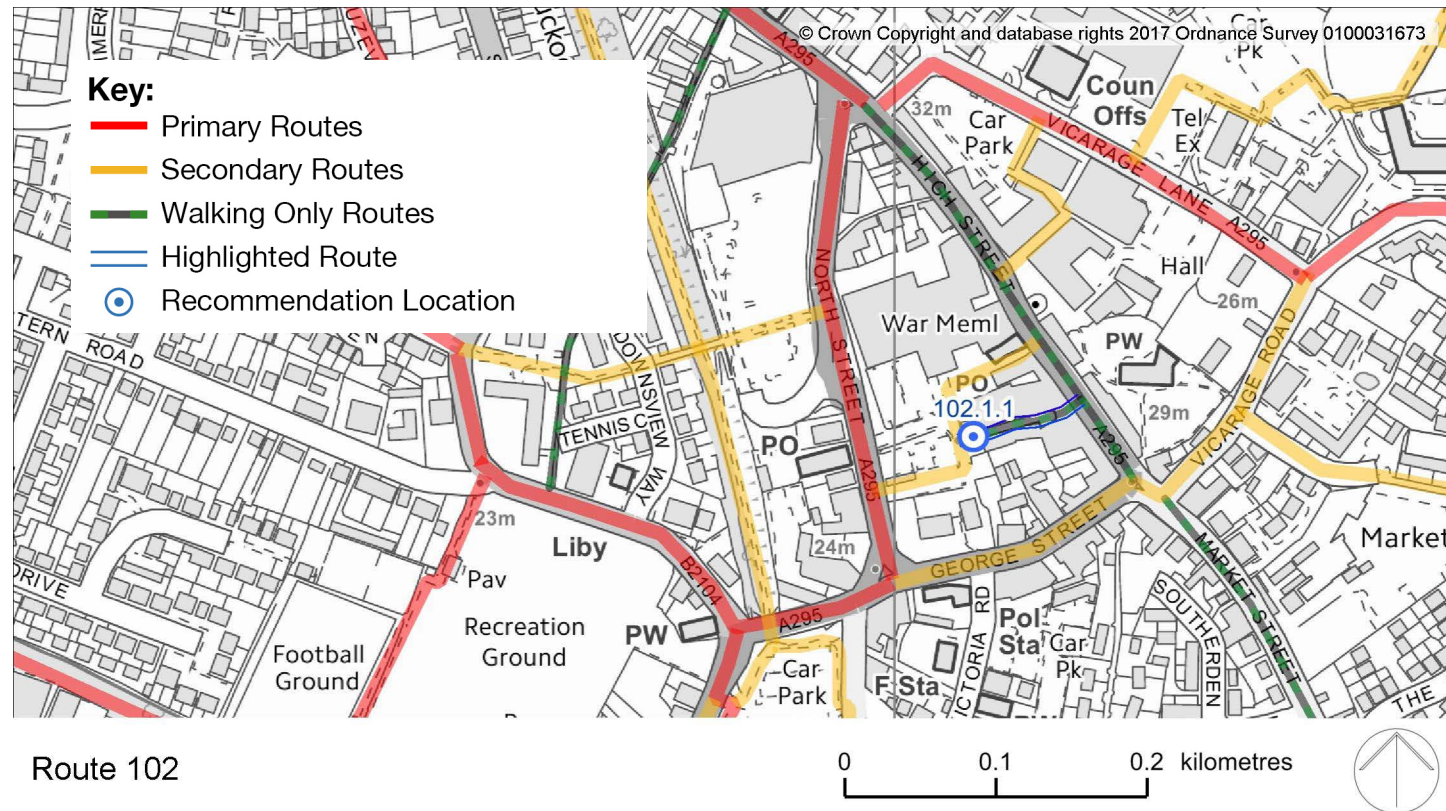 © Crown Copyright and database rights 2017 Ordnance Survey 0100031673
Key:
Primary Routes
Secondary Routes
Walking Only Routes
Highlighted Route
Recommendation Location
A295
Car
Pk
Coun
Offs
32m
Car
Park
Tel
Ex
VICARAGE LANE
A295
HIGH STREET
Hall
26m
NORTH STREET
War Meml
PW
PO
102.1.1
29m
VICARAGE ROAD
ROAD
DOWNSVIEW
WAY
TENNIS C
PO
A295
A295
23m
Liby
24m
GEORGE STREET
Market
MARKET STREET
DRIVE
Pav
B2104
Recreation
Ground
PW
A295
Football
Ground
Car
Park
F Sta
Pol
Sta
Car
Pk
RD
SOUTHERDEN
THE
Route 102
0
0.1
0.2
kilometres